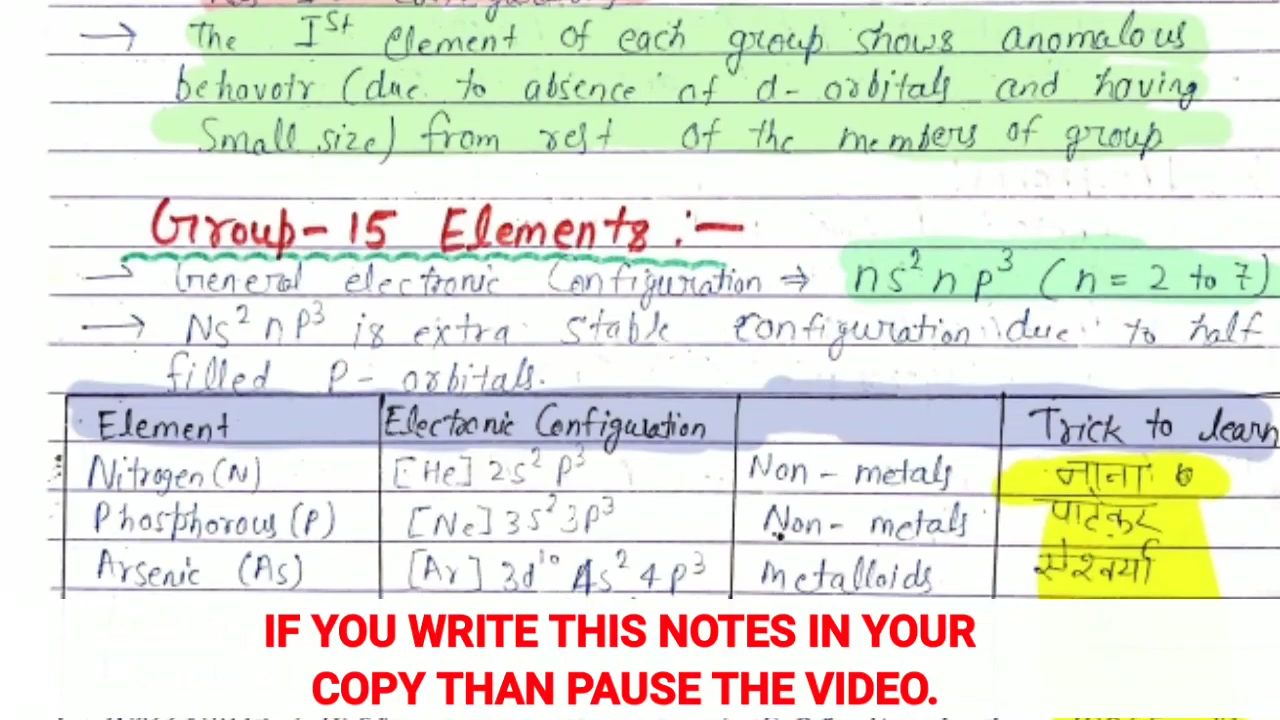 → The Ist Element of each group shows anomalous
behavotr (due to absence of d- orbitals and having
Small size) from rest of the members of group
Group- 15 Elements :-
→ General electronic Configuration ⇒ ns² n p³ ( n = 2 to 7)
→ Ns² n p³ is extra stable configuration due to half
filled P- orbitals.
Element Electronic Configuration Trick to learn
Nitrogen (N) [He] 2s² p³ Non - metals नाना
Phosphorous (P) [Ne] 3s² 3p³ Non - metals पाटेकर
Arsenic (As) [Ar] 3d¹⁰ 4s² 4p³ Metalloids
IF YOU WRITE THIS NOTES IN YOUR
COPY THAN PAUSE THE VIDEO.